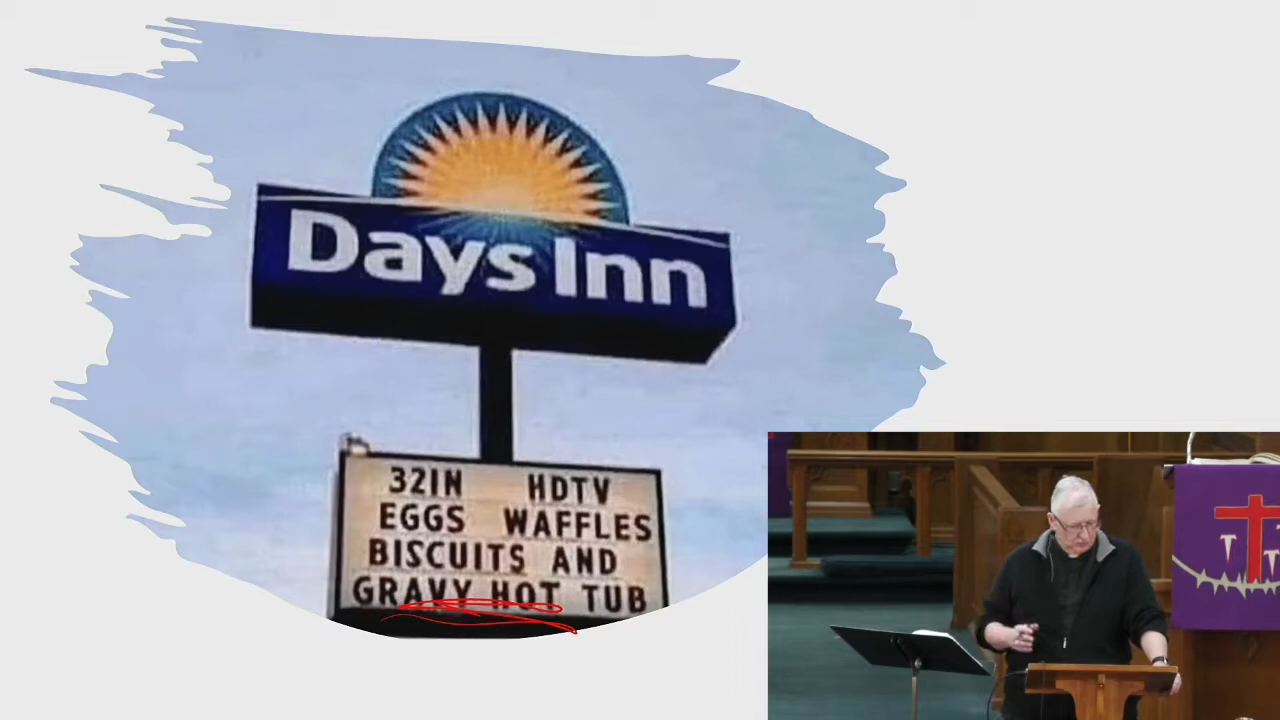 Days Inn
32IN HDTV
EGGS WAFFLES
BISCUITS AND
GRAVY HOT TUB